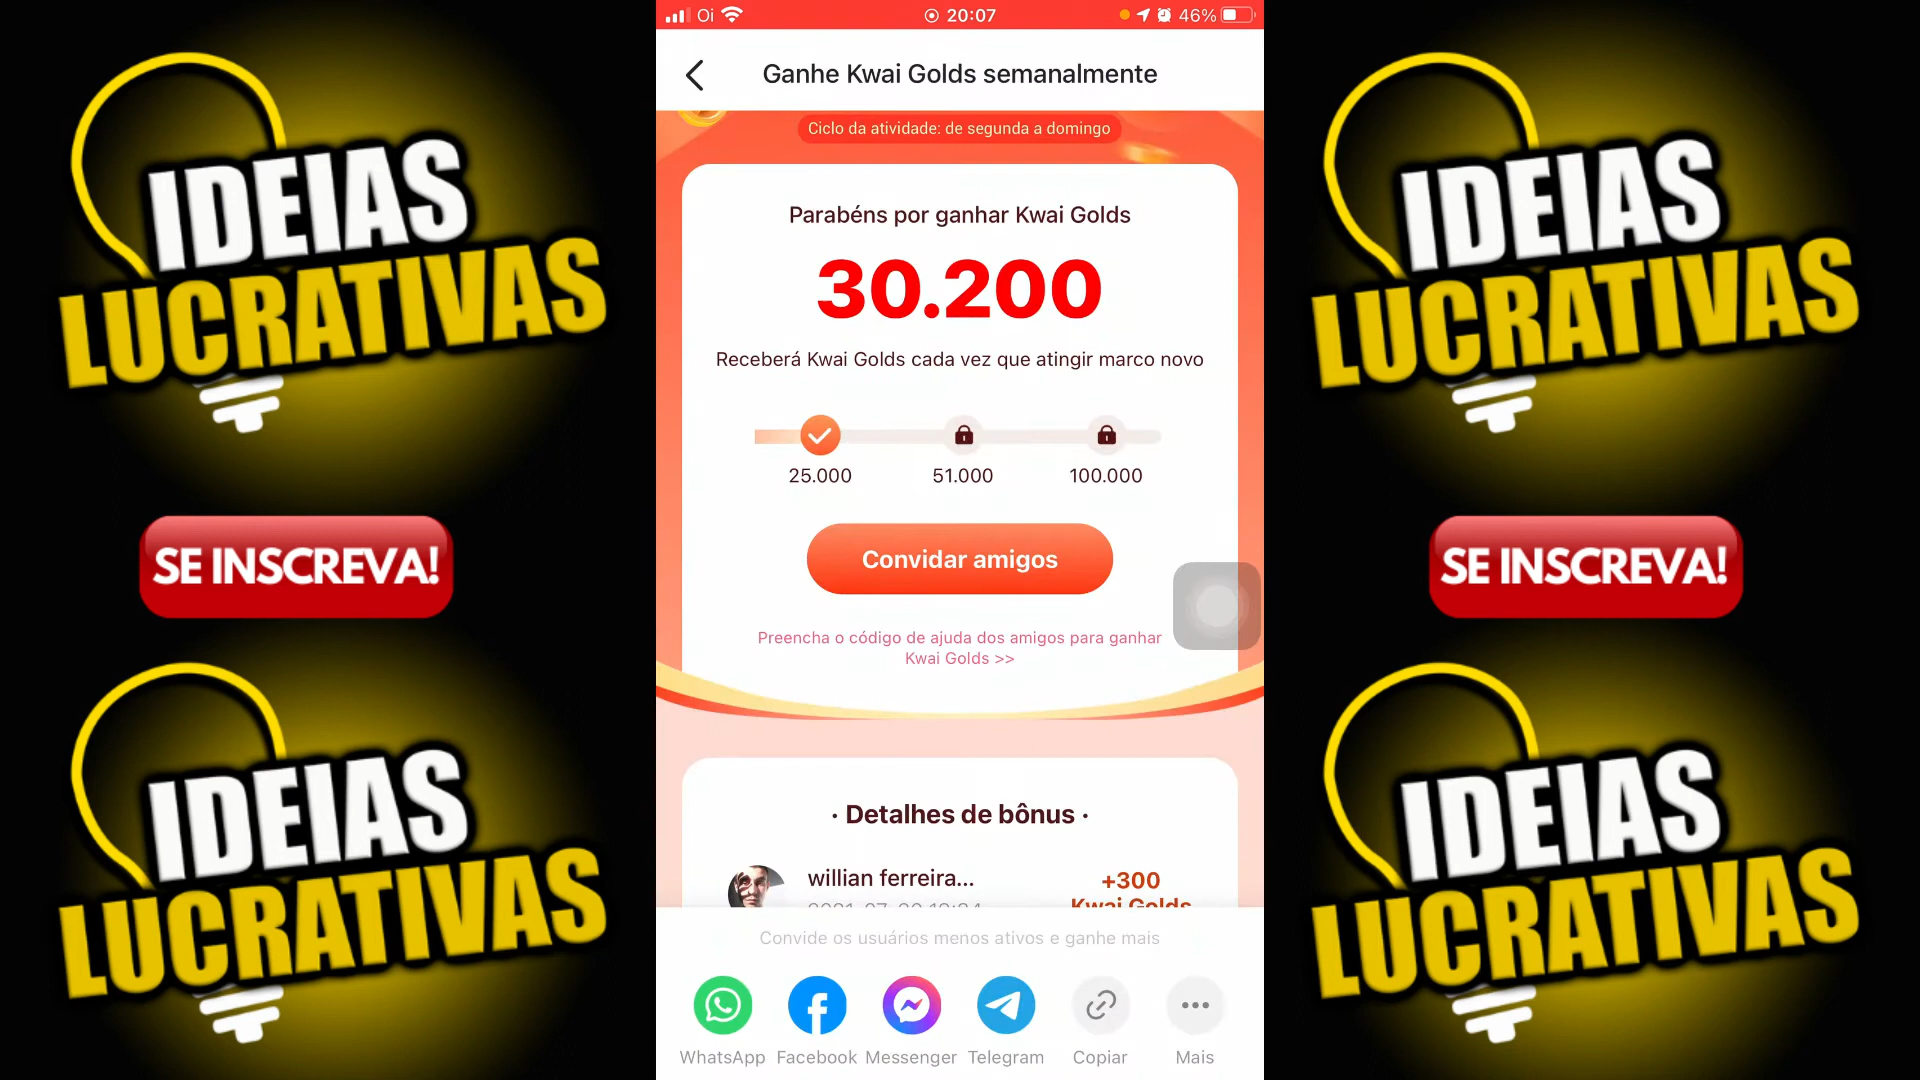 Oi
20:07
46%
Ganhe Kwai Golds semanalmente
Ciclo da atividade: de segunda a domingo
Parabéns por ganhar Kwai Golds
30.200
Receberá Kwai Golds cada vez que atingir marco novo
25.000
51.000
100.000
Convidar amigos
Preencha o código de ajuda dos amigos para ganhar
Kwai Golds >>
· Detalhes de bônus ·
willian ferreira...
+300
Kwai Golds
Convide os usuários menos ativos e ganhe mais
WhatsApp
Facebook
Messenger
Telegram
Copiar
Mais
IDEIAS
LUCRATIVAS
SE INSCREVA!
IDEIAS
LUCRATIVAS
IDEIAS
LUCRATIVAS
SE INSCREVA!
IDEIAS
LUCRATIVAS